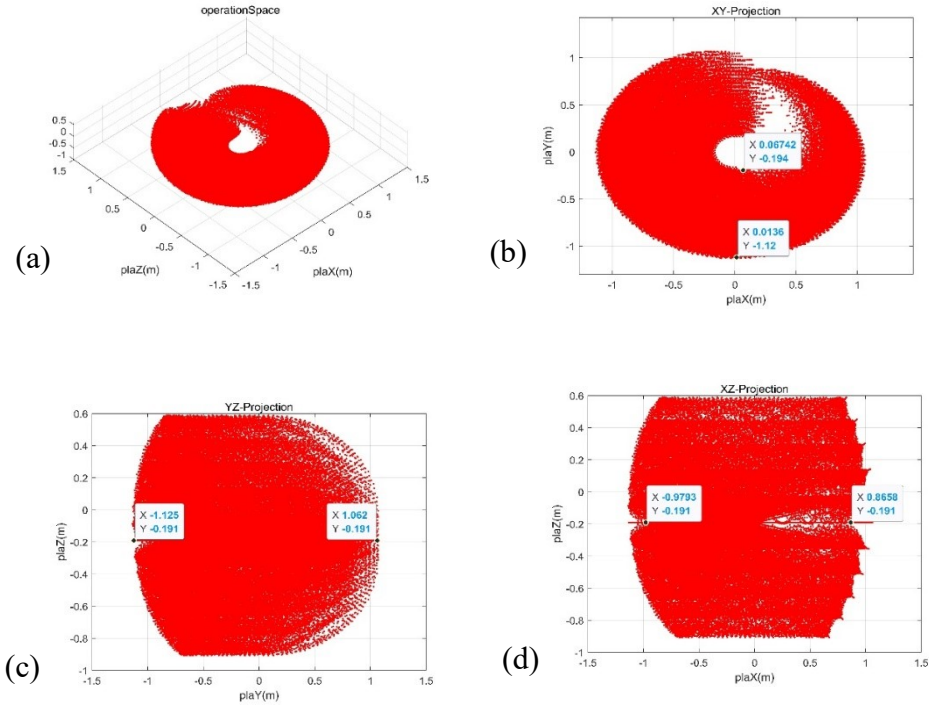 operationSpace
0.5
0
-0.5
-1
1.5
1
0.5
0
-0.5
-1
-1.5
-1.5
-1
-0.5
0
0.5
1
1.5
plaZ(m)
plaX(m)
(a)
XY-Projection
1
0.5
0
-0.5
-1
plaY(m)
X 0.06742
Y -0.194
X 0.0136
Y -1.12
-1
-0.5
0
0.5
1
plaX(m)
(b)
YZ-Projection
0.6
0.4
0.2
0
-0.2
-0.4
-0.6
-0.8
-1
plaZ(m)
X -1.125
Y -0.191
X 1.062
Y -0.191
-1.5
-1
-0.5
0
0.5
1
1.5
plaY(m)
(c)
XZ-Projection
0.6
0.4
0.2
0
-0.2
-0.4
-0.6
-0.8
-1
plaZ(m)
X -0.9793
Y -0.191
X 0.8658
Y -0.191
-1.5
-1
-0.5
0
0.5
1
1.5
plaX(m)
(d)